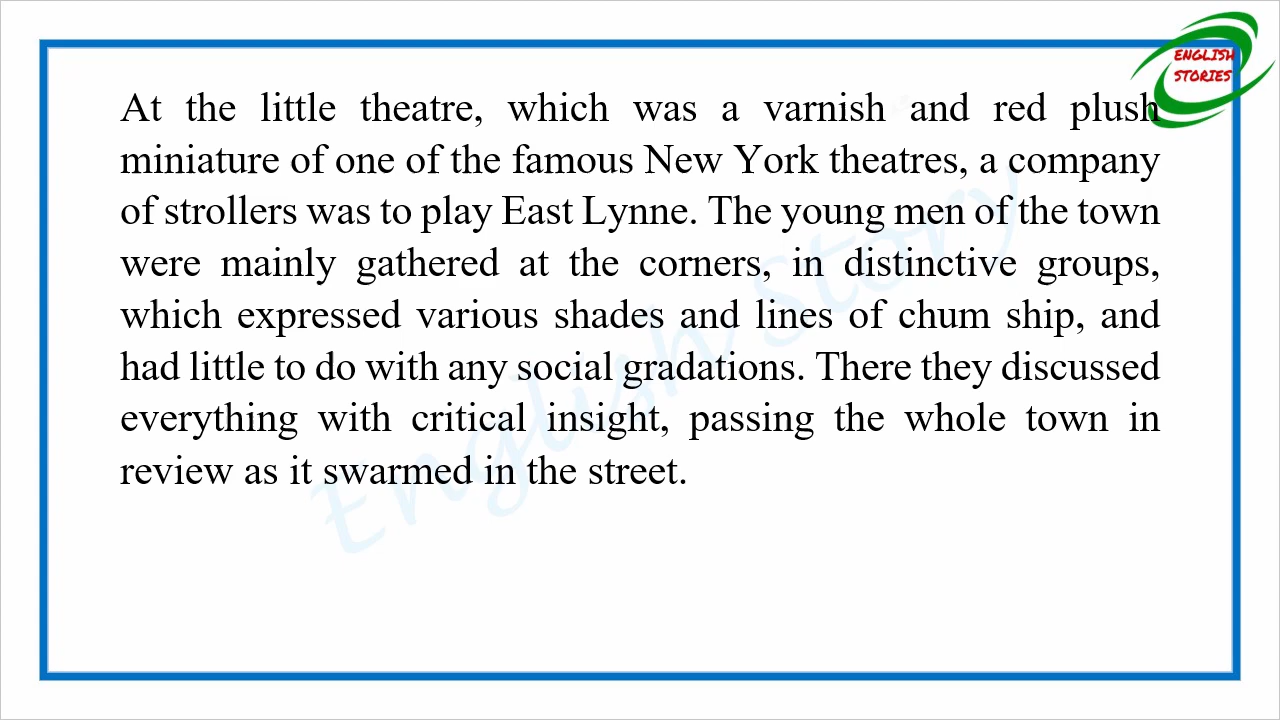 ENGLISH
STORIES
At the little theatre, which was a varnish and red plush
miniature of one of the famous New York theatres, a company
of strollers was to play East Lynne. The young men of the town
were mainly gathered at the corners, in distinctive groups,
which expressed various shades and lines of chum ship, and
had little to do with any social gradations. There they discussed
everything with critical insight, passing the whole town in
review as it swarmed in the street.
English Story